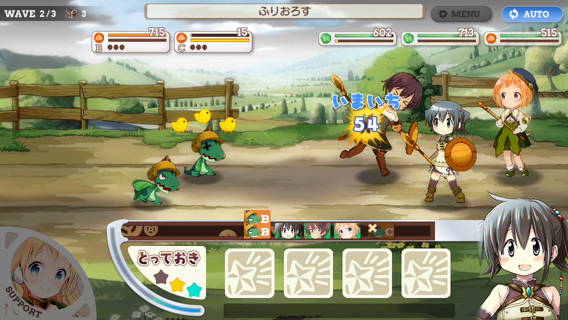 WAVE 2/3
3
ふりおろす
MENU
AUTO
715
B
15
C
602
713
515
いまいち
54
B
B
C
とっておき
SUPPORT